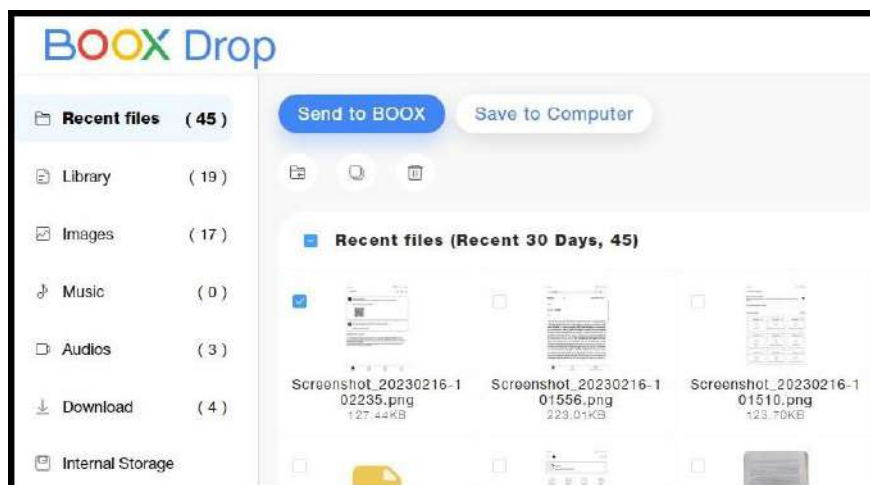 BOOX Drop
Recent files (45)
Library (19)
Images (17)
Music (0)
Audios (3)
Download (4)
Internal Storage
Send to BOOX Save to Computer
Recent files (Recent 30 Days, 45)
Screenshot_20230216-1
02235.png
127.44KB
Screenshot_20230216-1
01556.png
223.01KB
Screenshot_20230216-1
01510.png
123.70KB